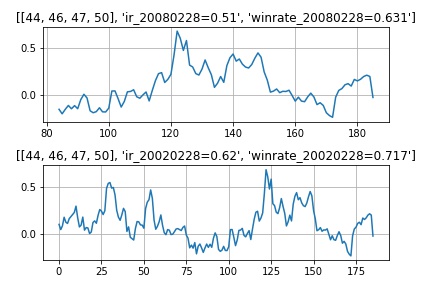 [[44, 46, 47, 50], 'ir_20080228=0.51', 'winrate_20080228=0.631']
0.5
0.0
80 100 120 140 160 180
[[44, 46, 47, 50], 'ir_20020228=0.62', 'winrate_20020228=0.717']
0.5
0.0
0 25 50 75 100 125 150 175